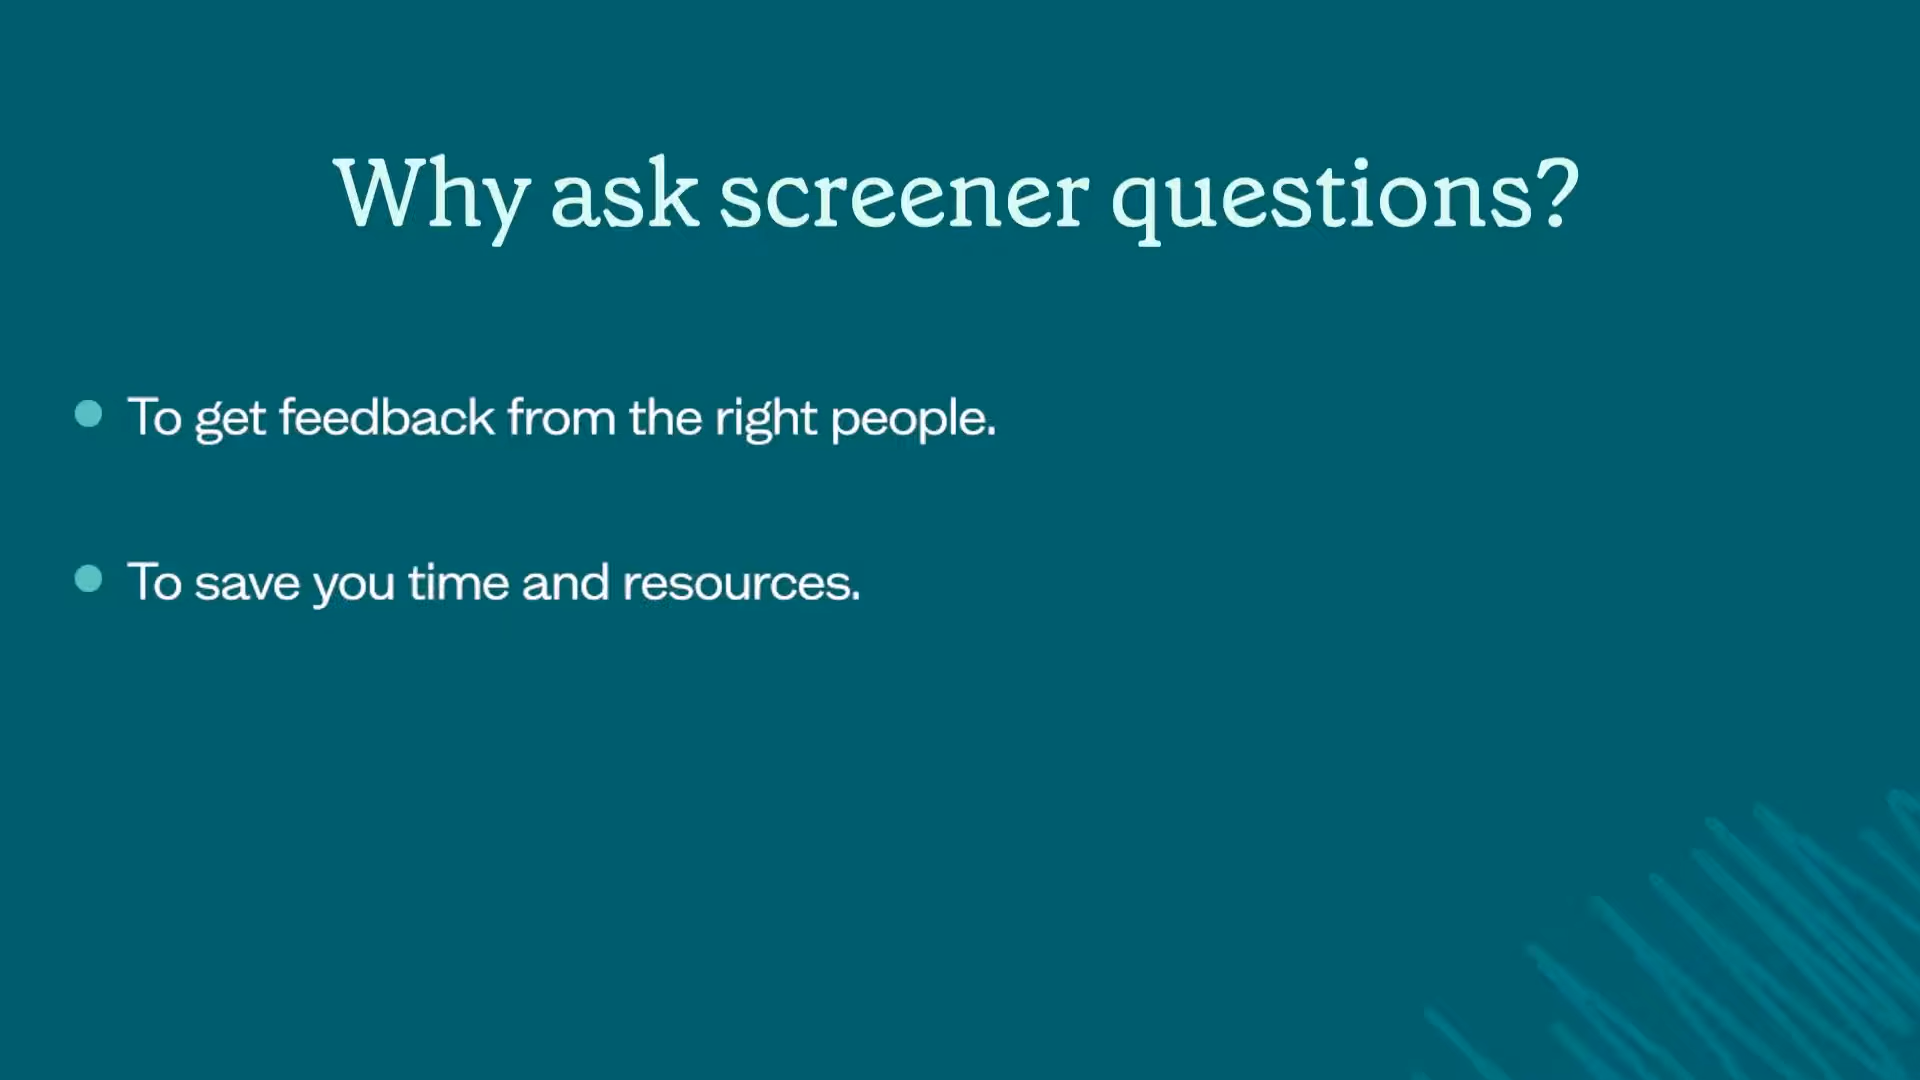 Why ask screener questions?
To get feedback from the right people.
To save you time and resources.